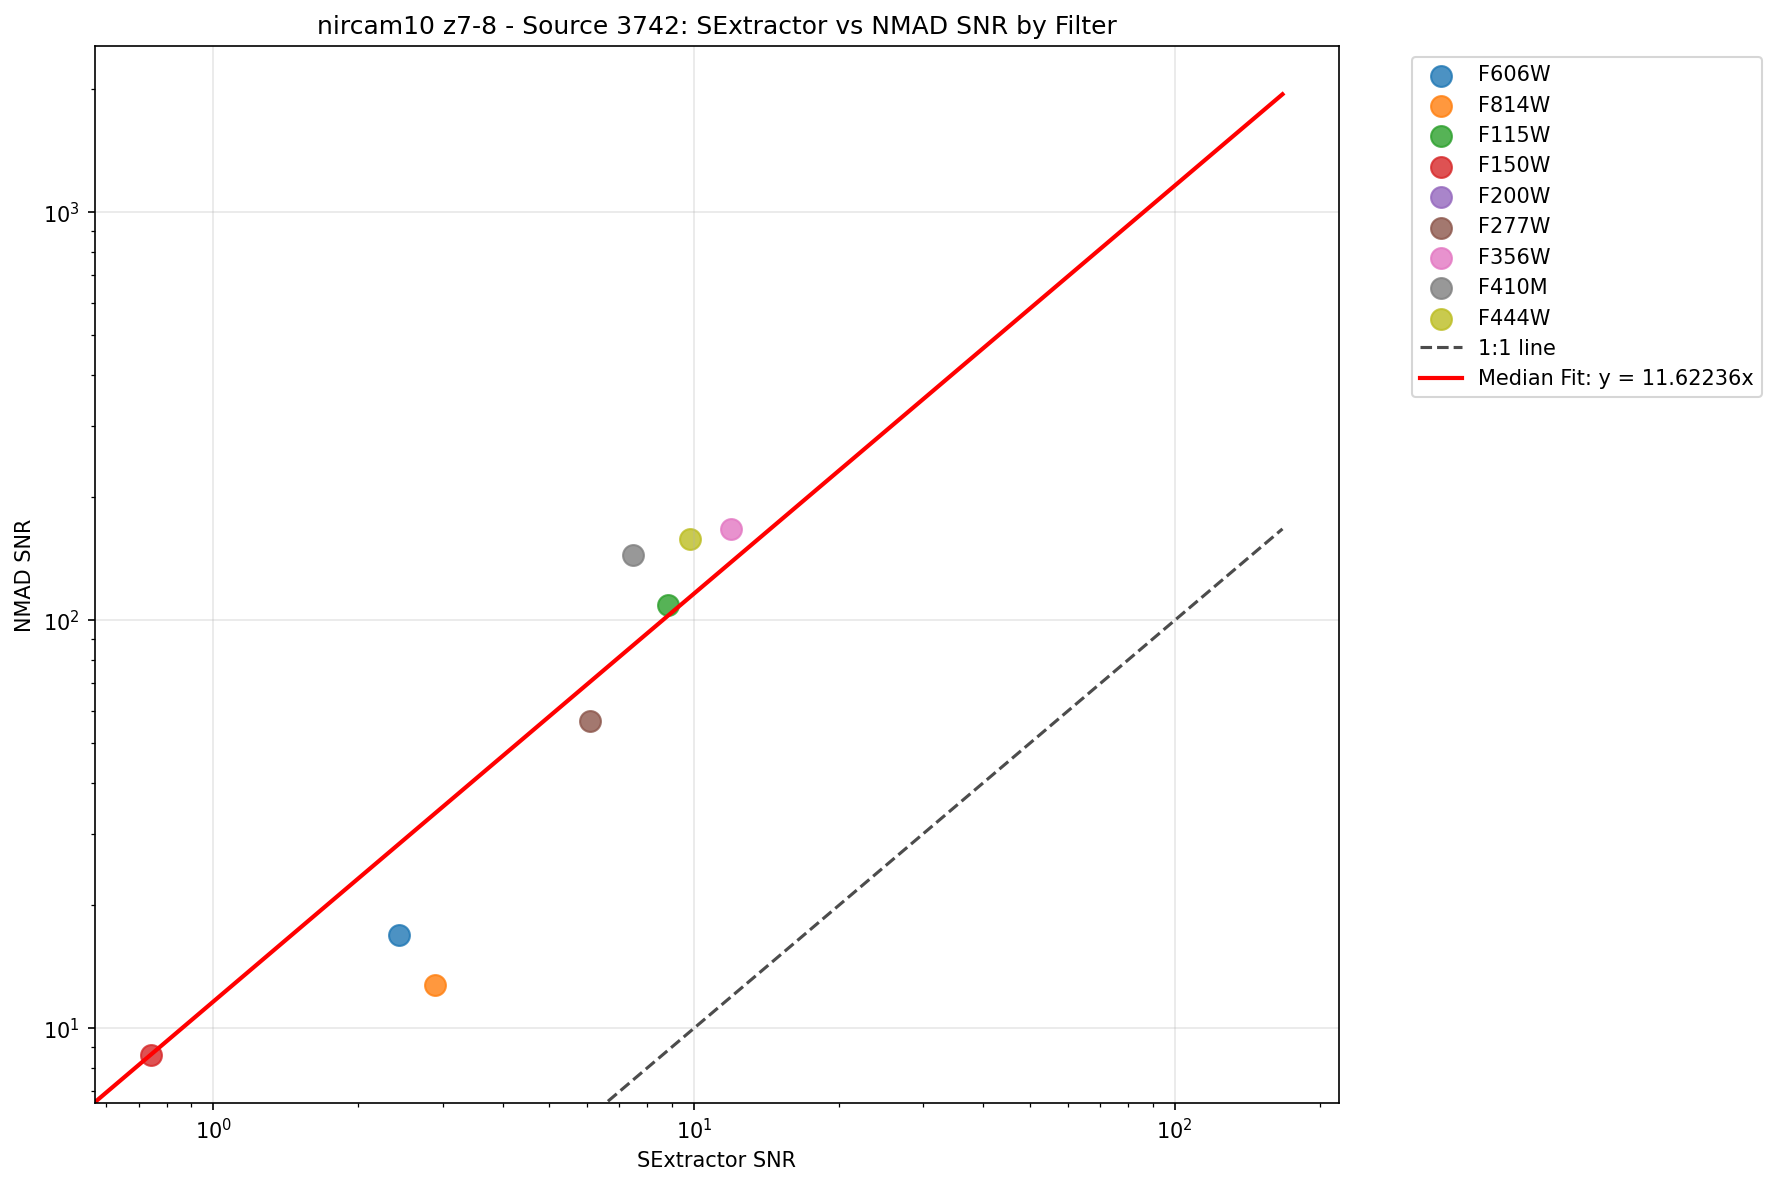 nircam10 z7-8 - Source 3742: SExtractor vs NMAD SNR by Filter
F606W
F814W
F115W
F150W
F200W
F277W
F356W
F410M
F444W
1:1 line
Median Fit: y = 11.62236x
NMAD SNR
10³
10²
10¹
10⁰
10¹
10²
SExtractor SNR